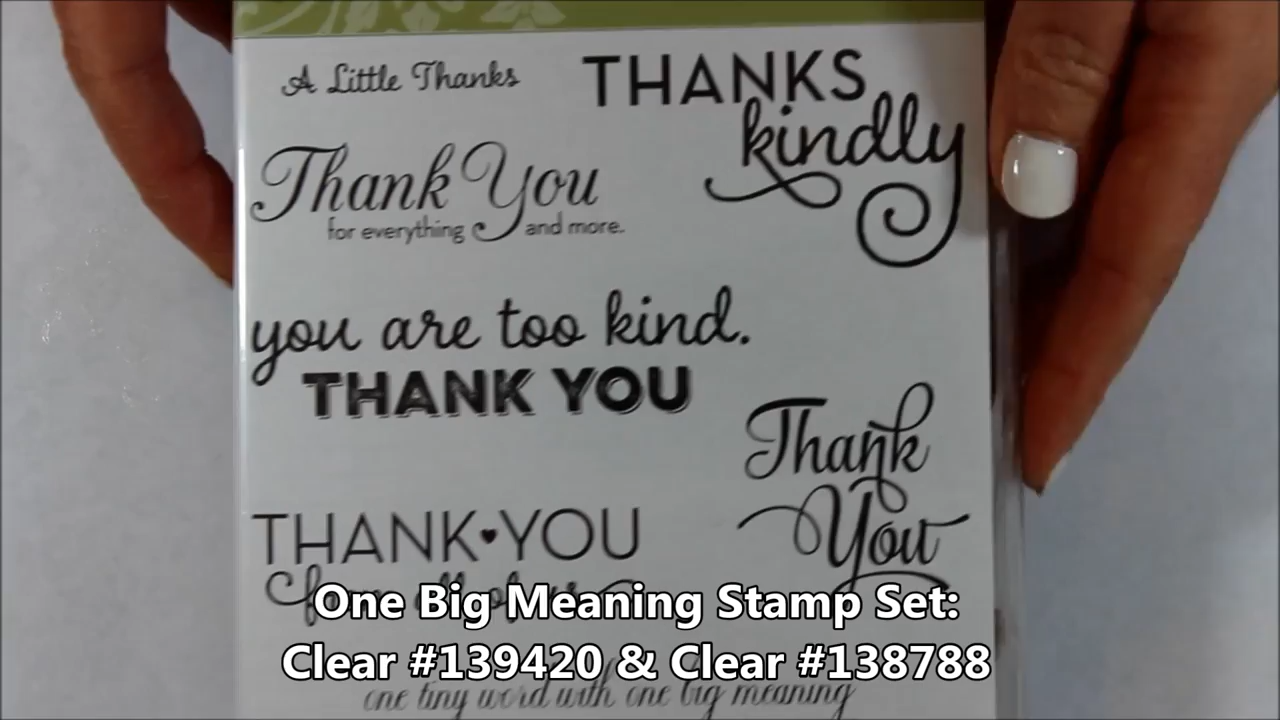 A Little Thanks
THANKS
kindly
Thank You
for everything and more.
you are too kind.
THANK YOU
Thank
You
THANK♥YOU
One Big Meaning Stamp Set:
Clear #139420 & Clear #138788
one tiny word with one big meaning